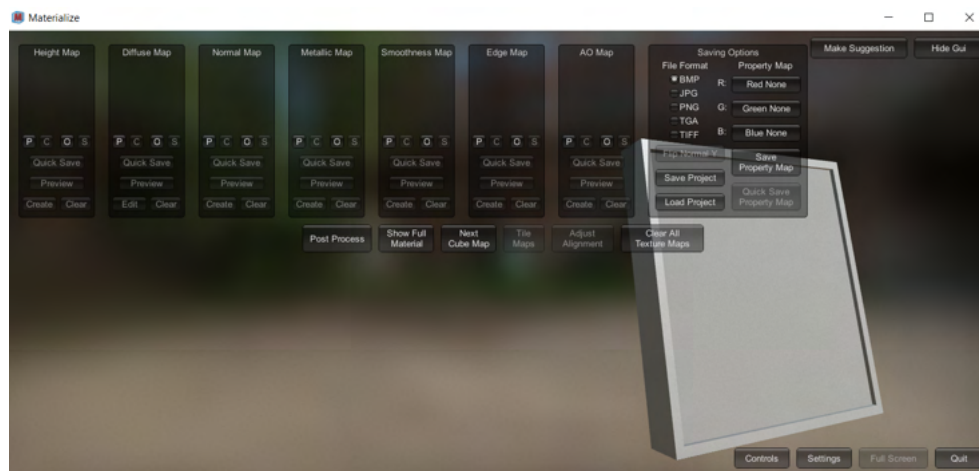 Materialize
Height Map
P C O S
Quick Save
Preview
Create Clear
Diffuse Map
P C O S
Quick Save
Preview
Edit Clear
Normal Map
P C O S
Quick Save
Preview
Create Clear
Metallic Map
P C O S
Quick Save
Preview
Create Clear
Smoothness Map
P C O S
Quick Save
Preview
Create Clear
Edge Map
P C O S
Quick Save
Preview
Create Clear
AO Map
P C O S
Quick Save
Preview
Create Clear
Saving Options
File Format
BMP
JPG
PNG
TGA
TIFF
Flip Normal Y
Save Project
Load Project
Property Map
R: Red None
G: Green None
B: Blue None
Save
Property Map
Quick Save
Property Map
Make Suggestion
Hide Gui
Post Process
Show Full
Material
Next
Cube Map
Tile
Maps
Adjust
Alignment
Clear All
Texture Maps
Controls
Settings
Full Screen
Quit